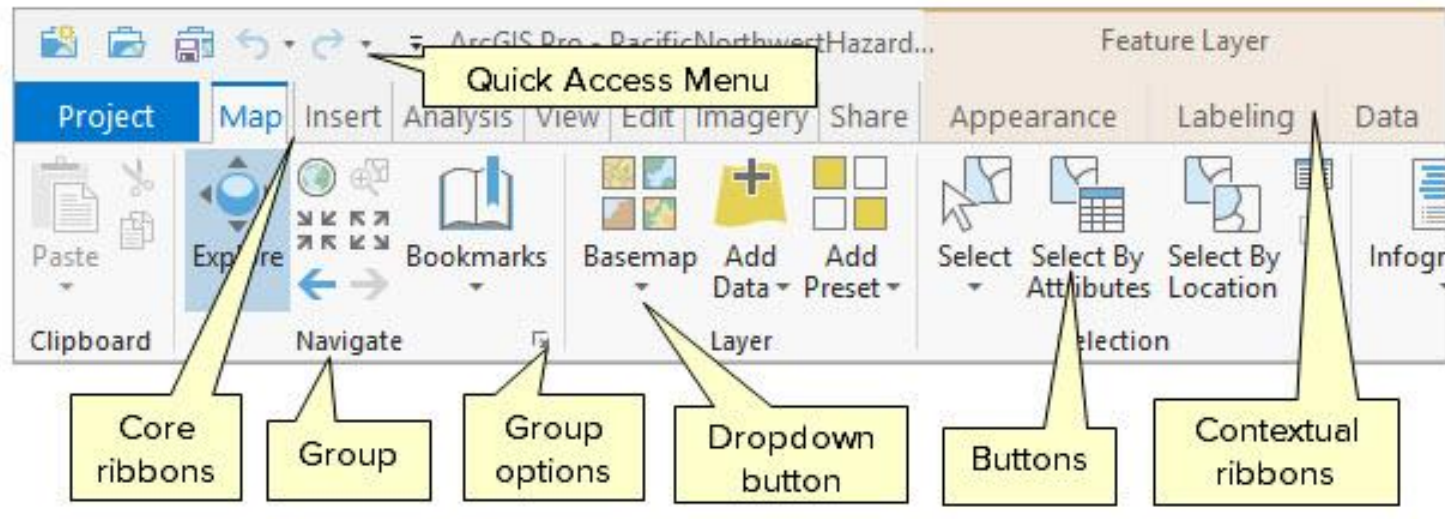 ArcGIS Pro - PacificNorthwestHazard...
Feature Layer
Quick Access Menu
Project Map Insert Analysis View Edit Imagery Share Appearance Labeling Data
Paste Explore Bookmarks Basemap Add Data Add Preset Select Select By Attributes Select By Location Infogr
Clipboard Navigate Layer Selection
Core
ribbons
Group
Group
options
Dropdown
button
Buttons
Contextual
ribbons